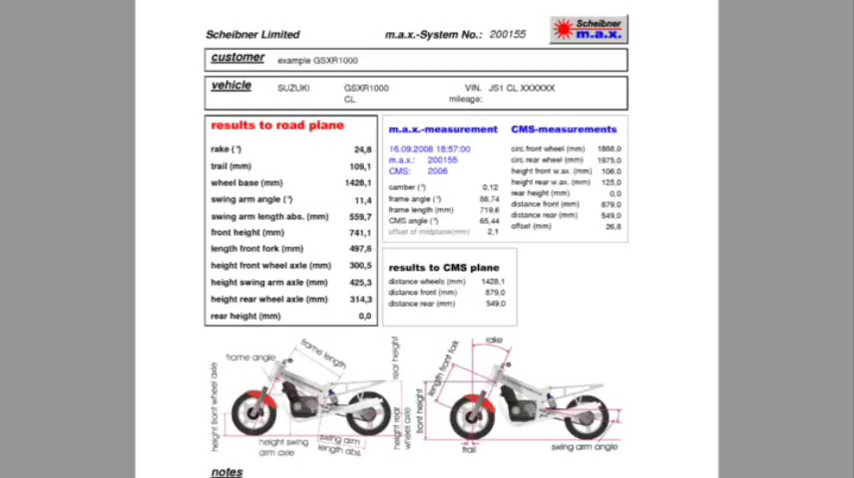 Scheibner Limited m.a.x.-System No.: 200155
Scheibner
m.a.x.
customer example GSXR1000
vehicle SUZUKI GSXR1000 VIN. JS1 CL XXXXXX
CL mileage:
results to road plane
rake (°) 24,8
trail (mm) 109,1
wheel base (mm) 1428,1
swing arm angle (°) 11,4
swing arm length abs. (mm) 559,7
front height (mm) 741,1
length front fork (mm) 497,6
height front wheel axle (mm) 300,5
height swing arm axle (mm) 425,3
height rear wheel axle (mm) 314,3
rear height (mm) 0,0
m.a.x.-measurement
16.09.2008 18:57:00
m.a.x.: 200155
CMS: 2006
camber (°) 0,12
frame angle (°) 88,74
frame length (mm) 719,6
CMS angle (°) 65,44
offset of midplane(mm) 2,1
CMS-measurements
circ.front wheel (mm) 1888,0
circ.rear wheel (mm) 1975,0
height front w.ax. (mm) 106,0
height rear w.ax. (mm) 125,0
rear height (mm) 0,0
distance front (mm) 879,0
distance rear (mm) 549,0
offset (mm) 26,8
results to CMS plane
distance wheels (mm) 1428,1
distance front (mm) 879,0
distance rear (mm) 549,0
frame angle
frame length
rear height
height front wheel axle
height swing
arm axle
swing arm
length abs.
height rear
wheel axle
rake
length front fork
front height
trail
swing arm angle
notes